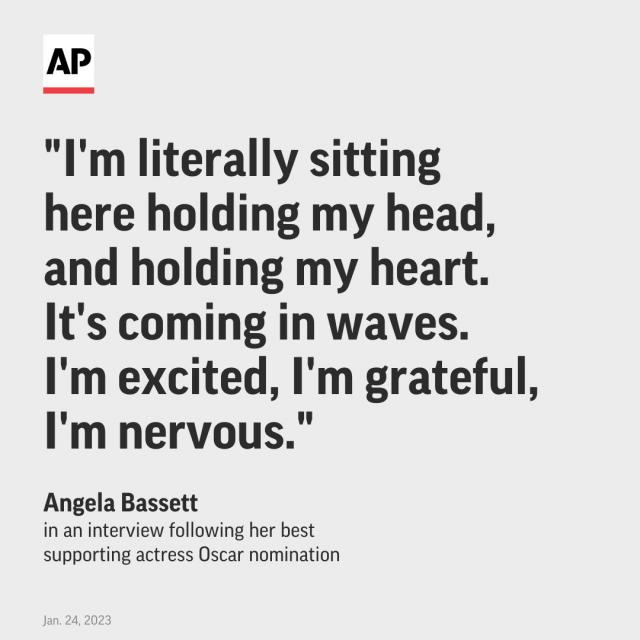 AP
"I'm literally sitting
here holding my head,
and holding my heart.
It's coming in waves.
I'm excited, I'm grateful,
I'm nervous."
Angela Bassett
in an interview following her best
supporting actress Oscar nomination
Jan. 24, 2023